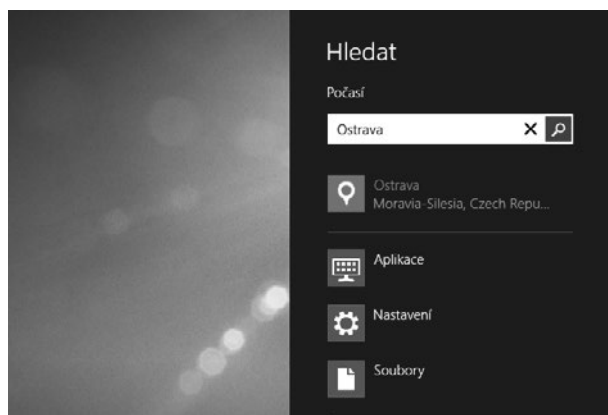 Hledat
Počasí
Ostrava
Ostrava
Moravia-Silesia, Czech Repu...
Aplikace
Nastavení
Soubory